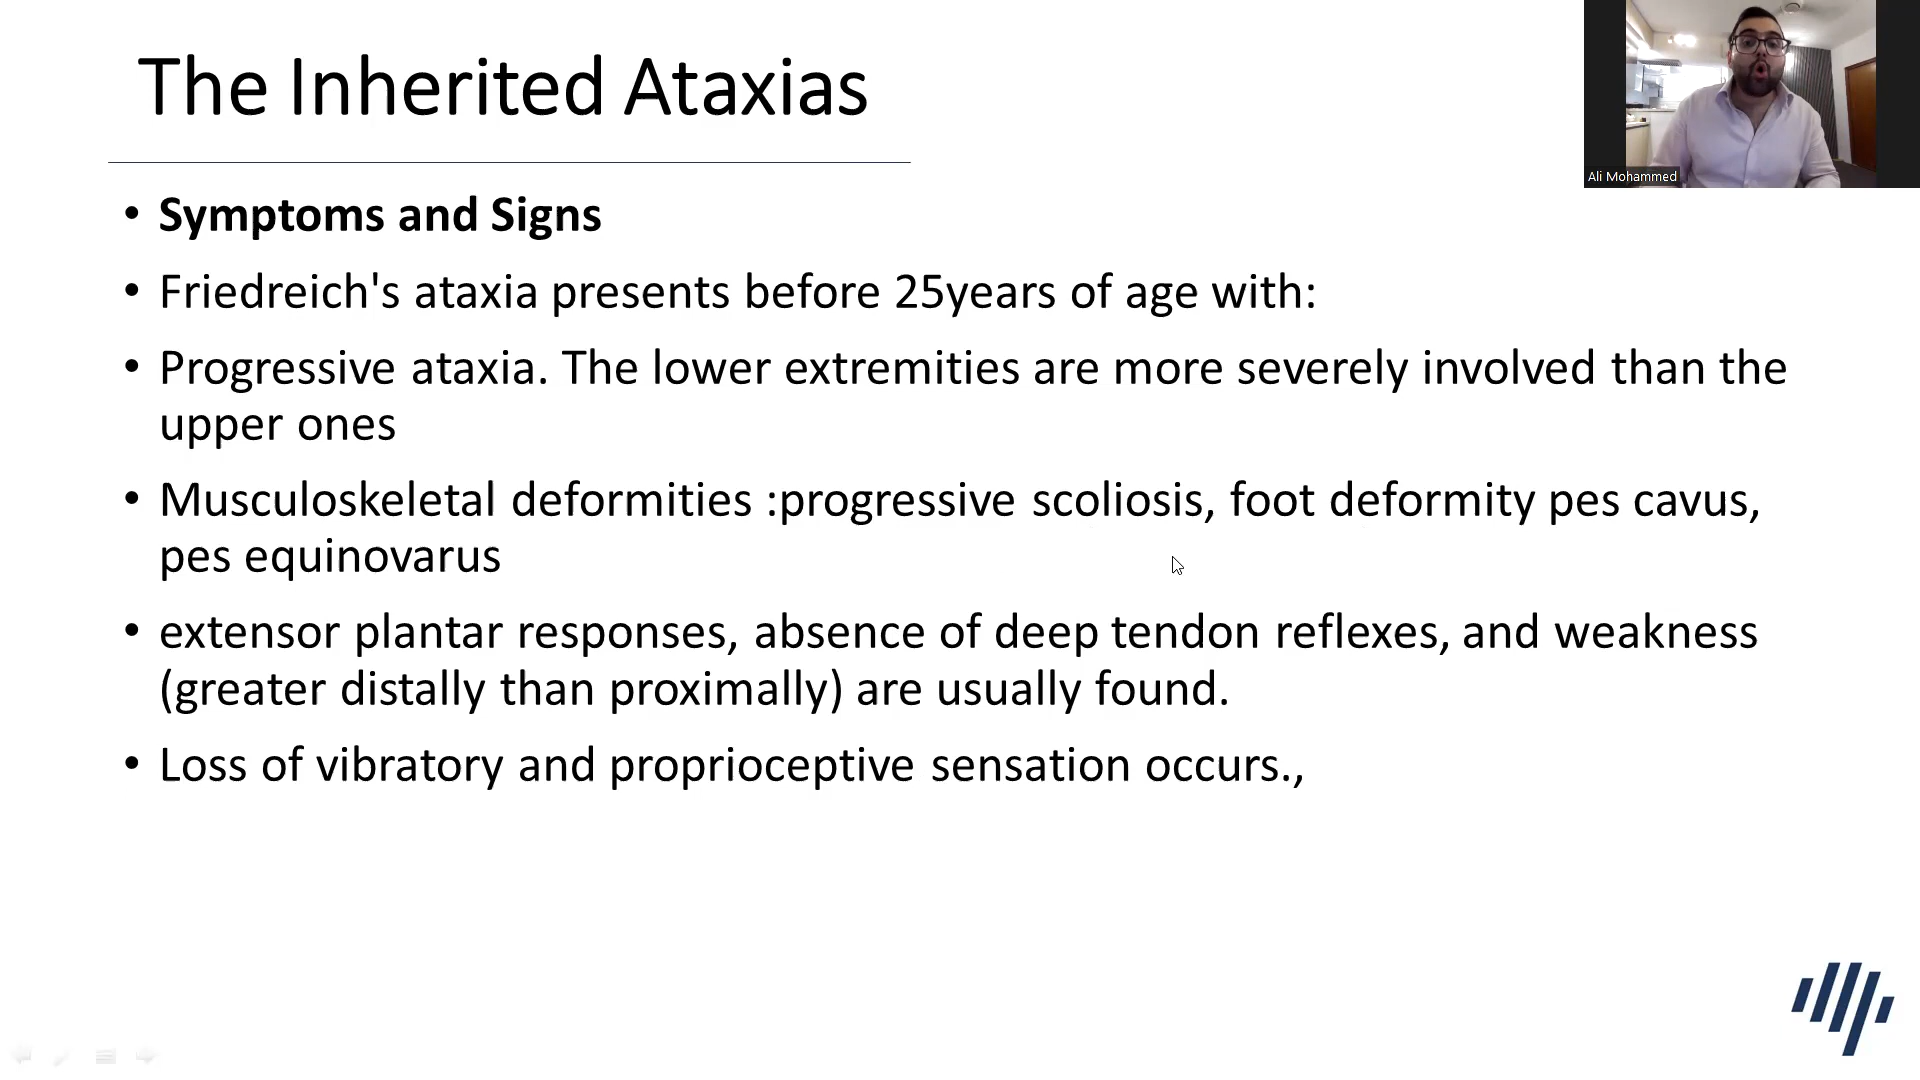 The Inherited Ataxias
Ali Mohammed
• Symptoms and Signs
• Friedreich's ataxia presents before 25years of age with:
• Progressive ataxia. The lower extremities are more severely involved than the
upper ones
• Musculoskeletal deformities :progressive scoliosis, foot deformity pes cavus,
pes equinovarus
• extensor plantar responses, absence of deep tendon reflexes, and weakness
(greater distally than proximally) are usually found.
• Loss of vibratory and proprioceptive sensation occurs.,